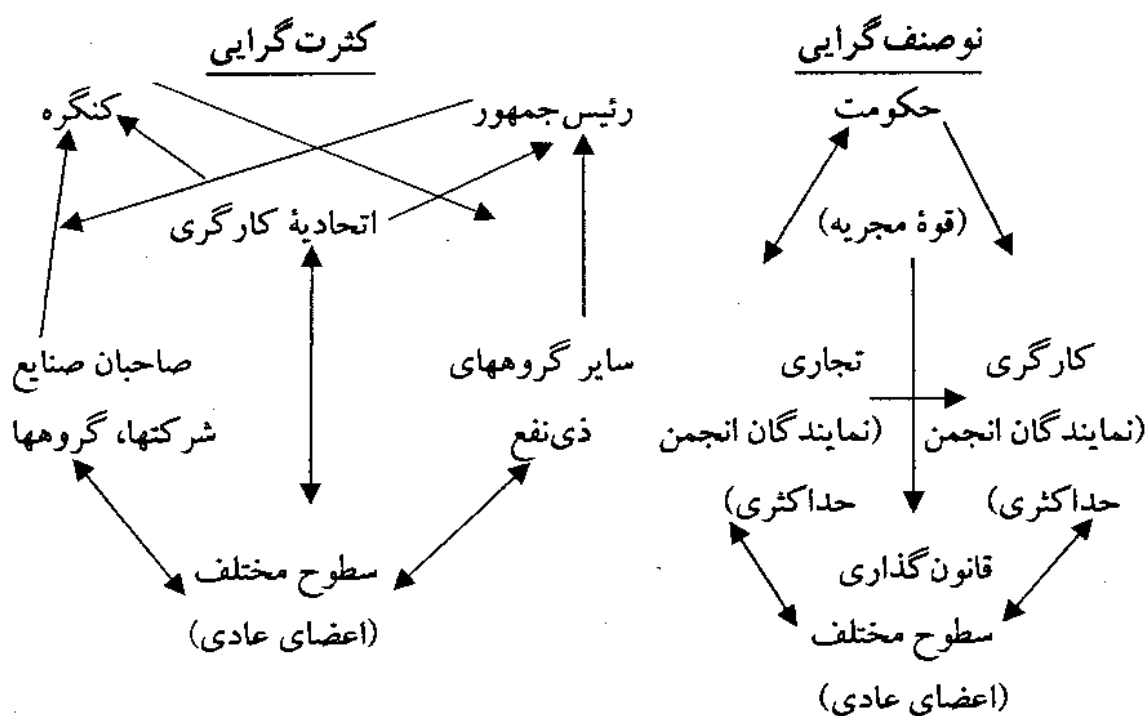 نوصنف‌گرایی
حکومت
(قوهٔ مجریه)
کارگری
تجاری
(نمایندگان انجمن
(نمایندگان انجمن
حداکثری)
حداکثری)
قانون‌گذاری
سطوح مختلف
(اعضای عادی)
کثرت‌گرایی
رئیس‌جمهور
کنگره
اتحادیهٔ کارگری
سایر گروههای
صاحبان صنایع
ذی‌نفع
شرکتها، گروهها
سطوح مختلف
(اعضای عادی)